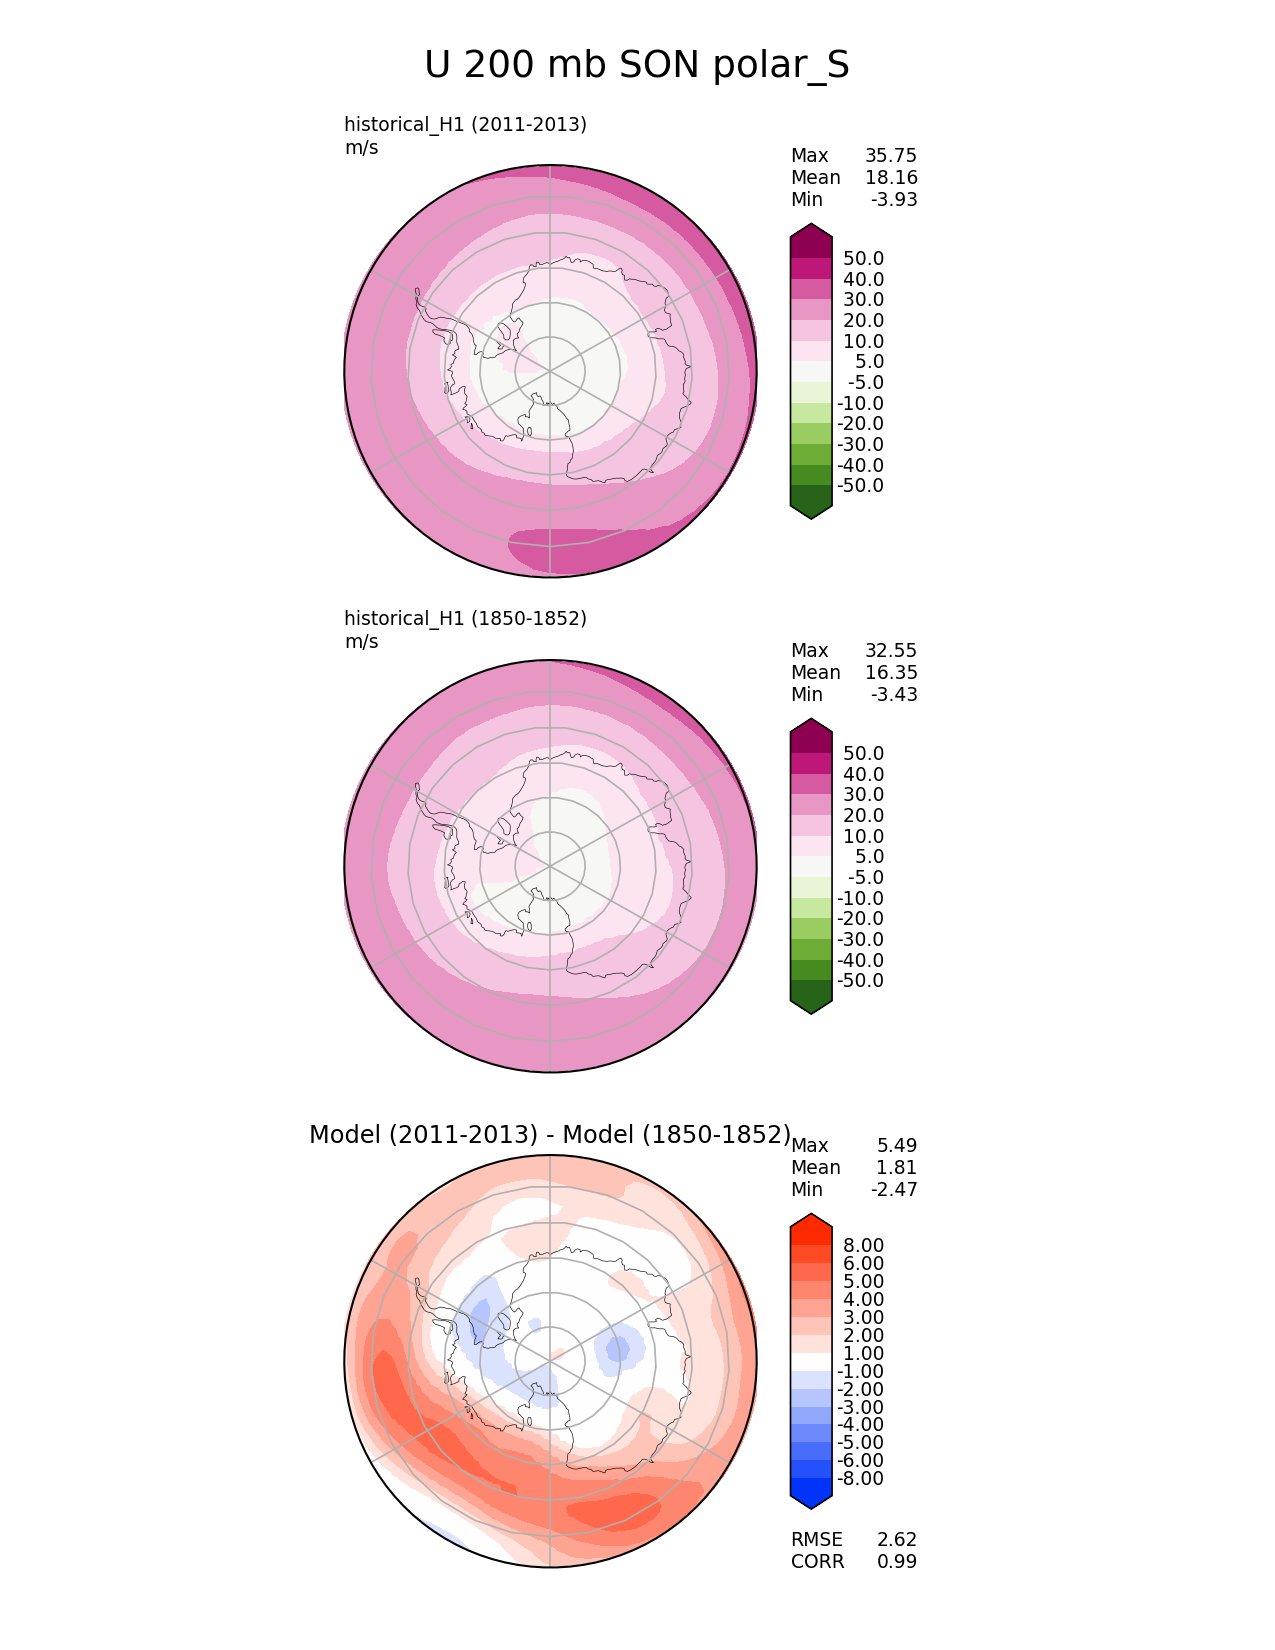 U 200 mb SON polar_S
historical_H1 (2011-2013)
m/s
Max 35.75
Mean 18.16
Min -3.93
50.0
40.0
30.0
20.0
10.0
5.0
-5.0
-10.0
-20.0
-30.0
-40.0
-50.0
historical_H1 (1850-1852)
m/s
Max 32.55
Mean 16.35
Min -3.43
50.0
40.0
30.0
20.0
10.0
5.0
-5.0
-10.0
-20.0
-30.0
-40.0
-50.0
Model (2011-2013) - Model (1850-1852)
Max 5.49
Mean 1.81
Min -2.47
8.00
6.00
5.00
4.00
3.00
2.00
1.00
-1.00
-2.00
-3.00
-4.00
-5.00
-6.00
-8.00
RMSE 2.62
CORR 0.99